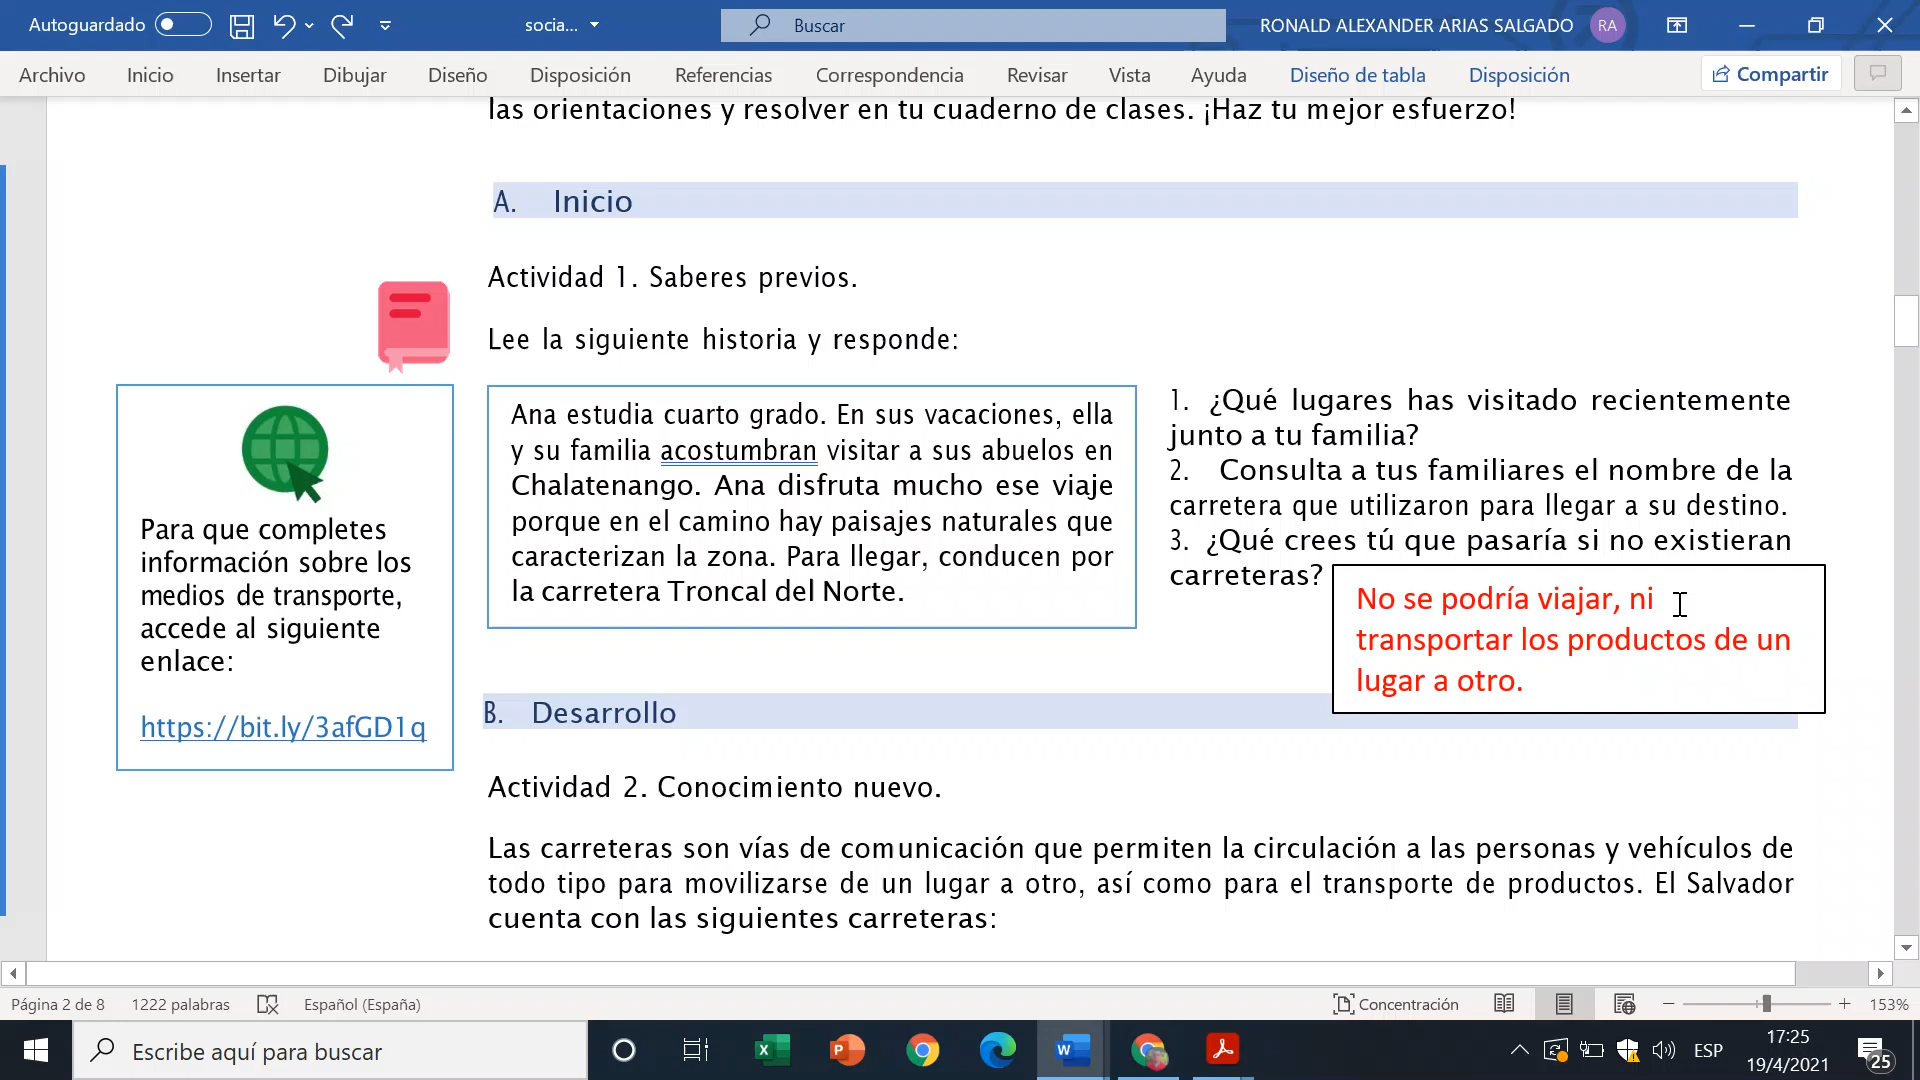 Autoguardado
socia...
Buscar
RONALD ALEXANDER ARIAS SALGADO
RA
Archivo Inicio Insertar Dibujar Diseño Disposición Referencias Correspondencia Revisar Vista Ayuda Diseño de tabla Disposición Compartir
las orientaciones y resolver en tu cuaderno de clases. ¡Haz tu mejor esfuerzo!
A. Inicio
Actividad 1. Saberes previos.
Lee la siguiente historia y responde:
Para que completes
información sobre los
medios de transporte,
accede al siguiente
enlace:
https://bit.ly/3afGD1q
Ana estudia cuarto grado. En sus vacaciones, ella
y su familia acostumbran visitar a sus abuelos en
Chalatenango. Ana disfruta mucho ese viaje
porque en el camino hay paisajes naturales que
caracterizan la zona. Para llegar, conducen por
la carretera Troncal del Norte.
1. ¿Qué lugares has visitado recientemente
junto a tu familia?
2. Consulta a tus familiares el nombre de la
carretera que utilizaron para llegar a su destino.
3. ¿Qué crees tú que pasaría si no existieran
carreteras?
No se podría viajar, ni
transportar los productos de un
lugar a otro.
B. Desarrollo
Actividad 2. Conocimiento nuevo.
Las carreteras son vías de comunicación que permiten la circulación a las personas y vehículos de
todo tipo para movilizarse de un lugar a otro, así como para el transporte de productos. El Salvador
cuenta con las siguientes carreteras:
Página 2 de 8 1222 palabras Español (España) Concentración 153%
Escribe aquí para buscar
ESP
17:25
19/4/2021
25